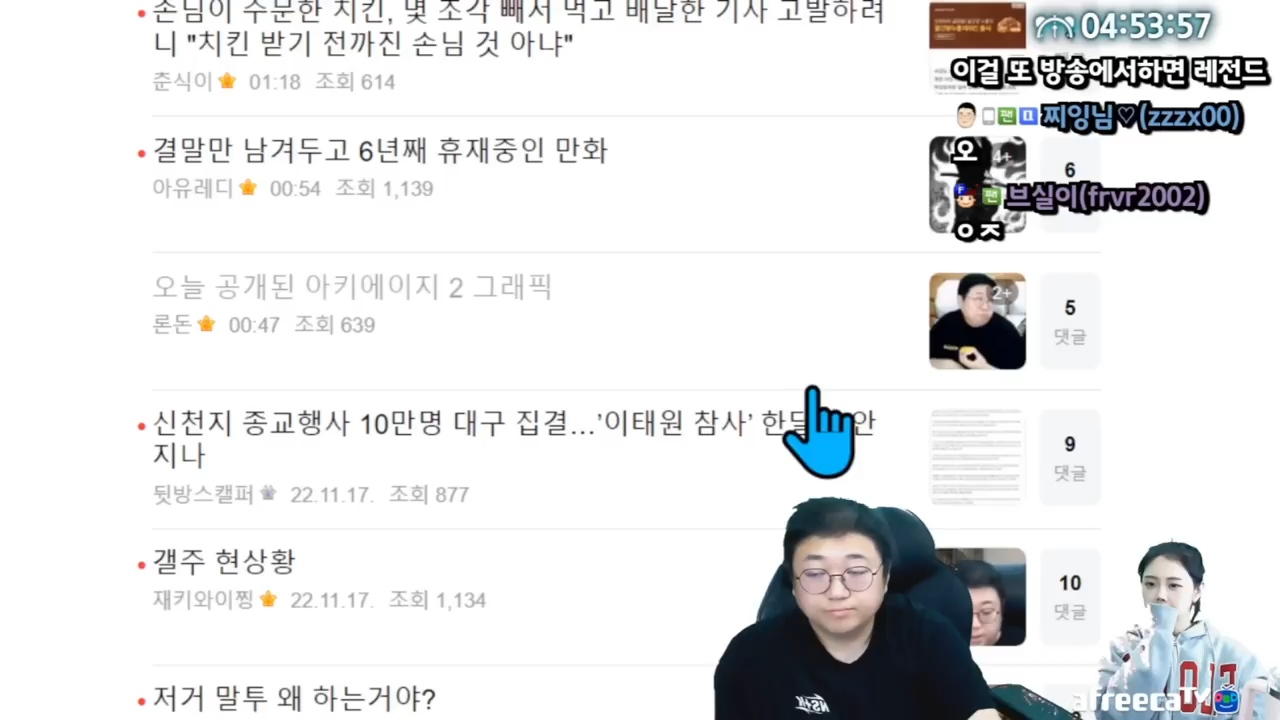 손님이 주문한 치킨, 몇 조각 빼서 먹고 배달한 기사 고발하려
니 "치킨 받기 전까진 손님 것 아냐"
춘식이 01:18 조회 614
04:53:57
이걸 또 방송에서하면 레전드
찌잉님♡(zzzx00)
결말만 남겨두고 6년째 휴재중인 만화
아유레디 00:54 조회 1,139
4+
6
오
브실이(frvr2002)
ㅇㅈ
오늘 공개된 아키에이지 2 그래픽
론돈 00:47 조회 639
2+
5
댓글
신천지 종교행사 10만명 대구 집결...'이태원 참사' 한달 안
지나
뒷방스캘퍼 22.11.17. 조회 877
9
댓글
갤주 현상황
재키와이찡 22.11.17. 조회 1,134
10
댓글
저거 말투 왜 하는거야?
afreecaTV